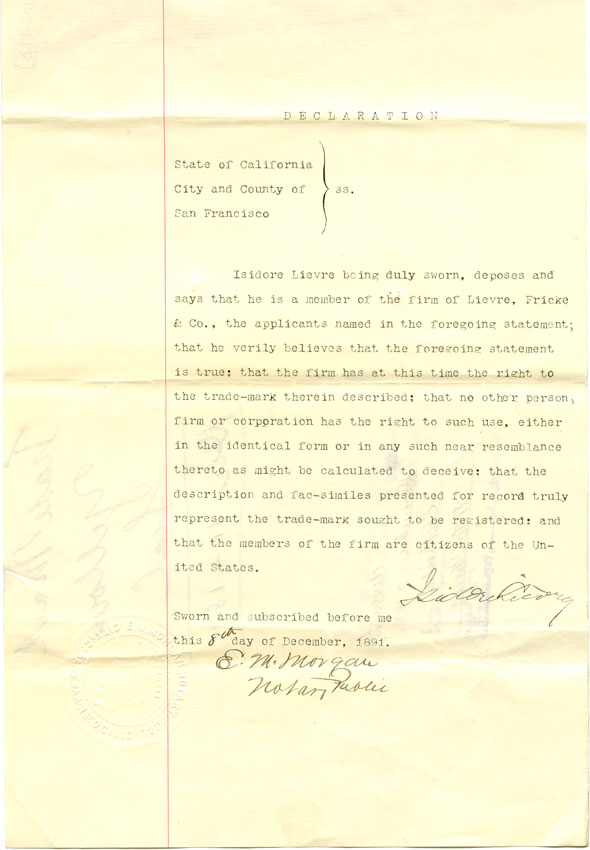 DECLARATION
State of California
City and County of
San Francisco
ss.
Isidore Lievre being duly sworn, deposes and
says that he is a member of the firm of Lievre, Fricke
& Co., the applicants named in the foregoing statement;
that he verily believes that the foregoing statement
is true: that the firm has at this time the right to
the trade-mark therein described: that no other person,
firm or corporation has the right to such use, either
in the identical form or in any such near resemblance
thereto as might be calculated to deceive: that the
description and fac-similes presented for record truly
represent the trade-mark sought to be registered: and
that the members of the firm are citizens of the Un-
ited States.
Isidore Lievre
Sworn and subscribed before me
this 8th day of December, 1891.
E. M. Morgan
Notary Public